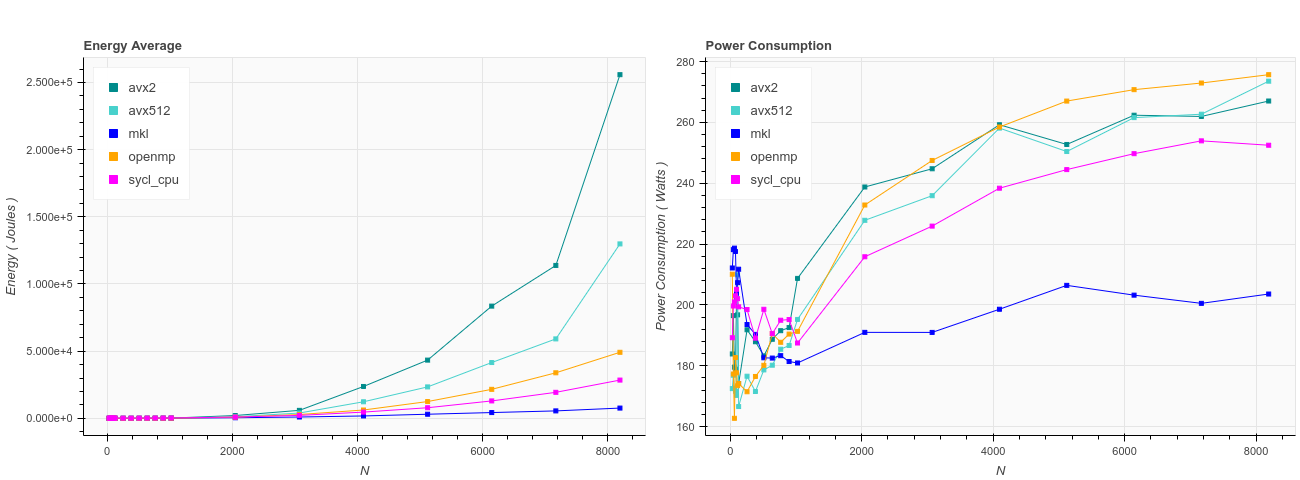 Energy Average
avx2
avx512
mkl
openmp
sycl_cpu
2.500e+5
2.000e+5
1.500e+5
1.000e+5
5.000e+4
0.000e+0
Energy ( Joules )
0
2000
4000
6000
8000
N
Power Consumption
avx2
avx512
mkl
openmp
sycl_cpu
280
260
240
220
200
180
160
Power Consumption ( Watts )
0
2000
4000
6000
8000
N